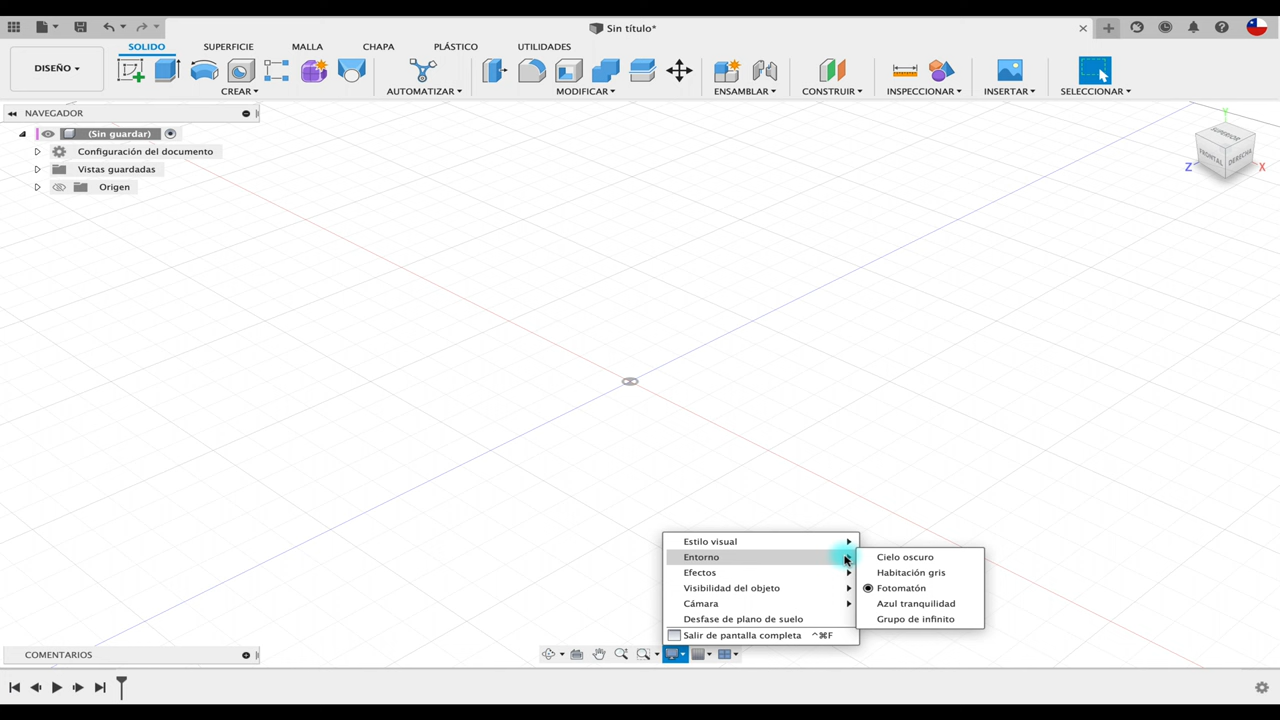 Sin título*
SOLIDO
SUPERFICIE
MALLA
CHAPA
PLÁSTICO
UTILIDADES
DISEÑO
CREAR
AUTOMATIZAR
MODIFICAR
ENSAMBLAR
CONSTRUIR
INSPECCIONAR
INSERTAR
SELECCIONAR
NAVEGADOR
(Sin guardar)
Configuración del documento
Vistas guardadas
Origen
Y
SUPERIOR
FRONTAL
DERECHA
Z
X
Estilo visual
Entorno
Efectos
Visibilidad del objeto
Cámara
Desfase de plano de suelo
Salir de pantalla completa ^⌘F
Cielo oscuro
Habitación gris
Fotomatón
Azul tranquilidad
Grupo de infinito
COMENTARIOS